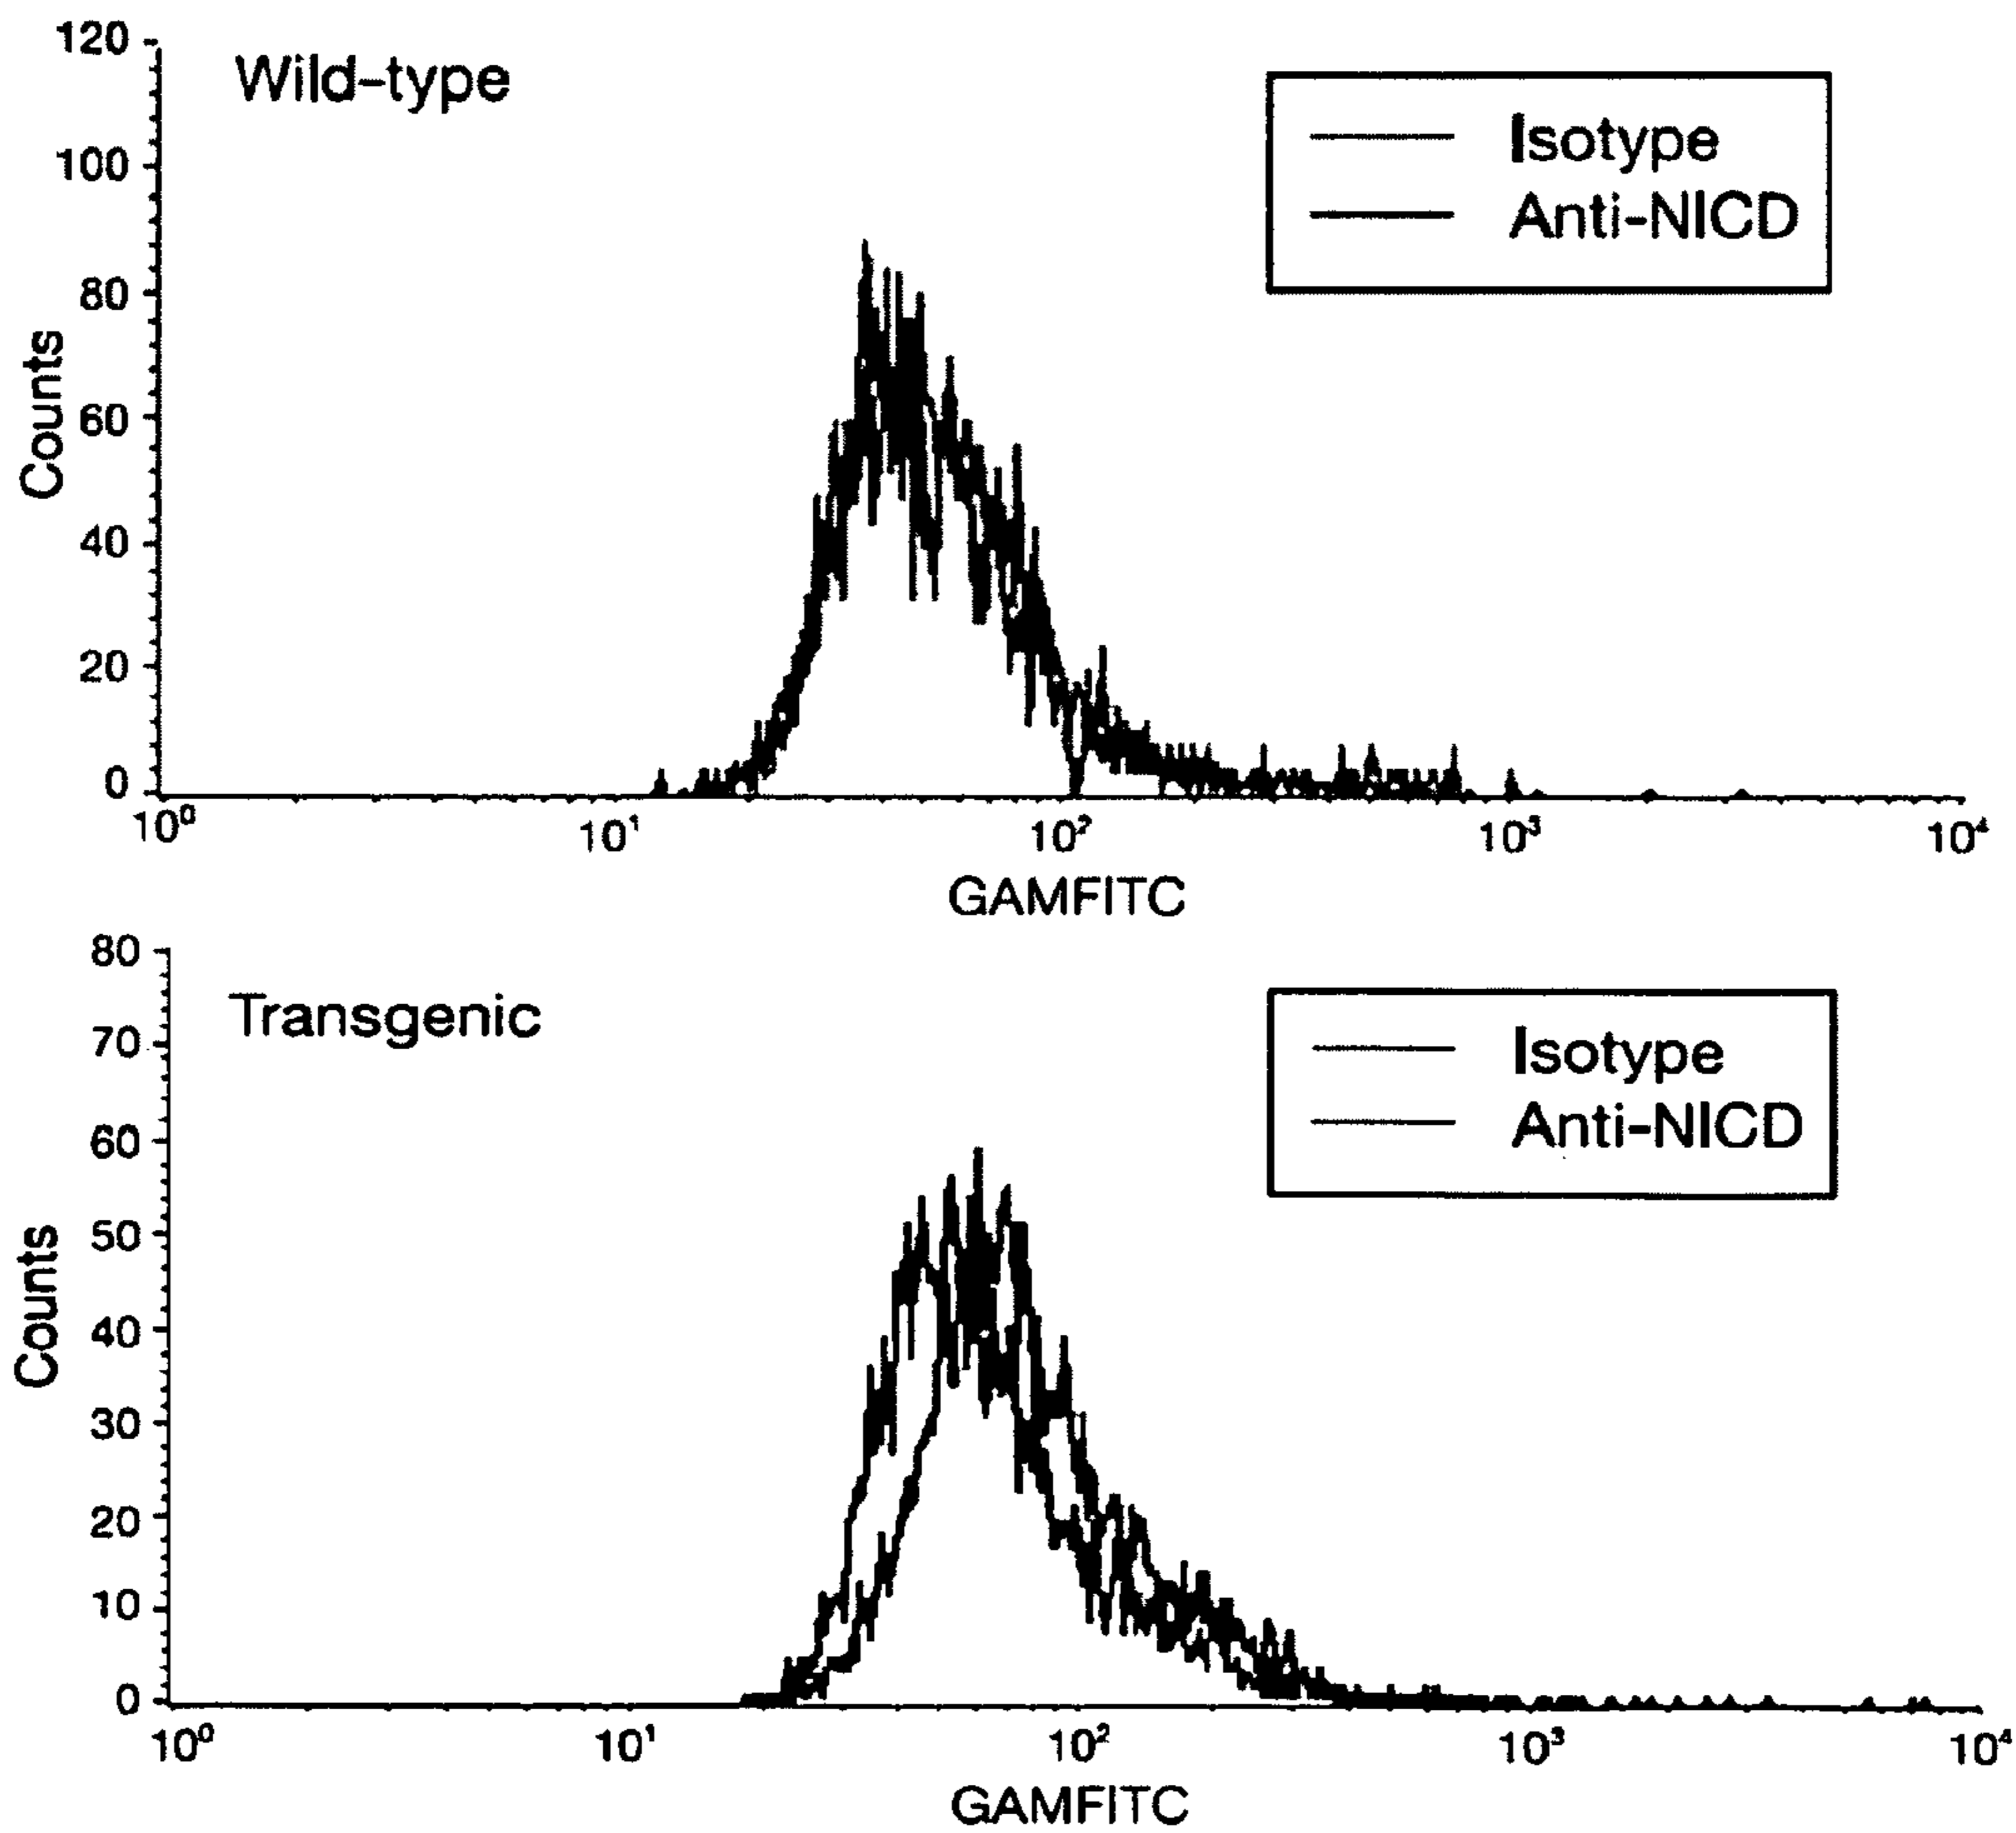 Wild-type
Isotype
Anti-NICD
Counts
120
100
80
60
40
20
0
10⁰ 10¹ 10² 10³ 10⁴
GAMFITC
Transgenic
Isotype
Anti-NICD
Counts
80
70
60
50
40
30
20
10
0
10⁰ 10¹ 10² 10³ 10⁴
GAMFITC